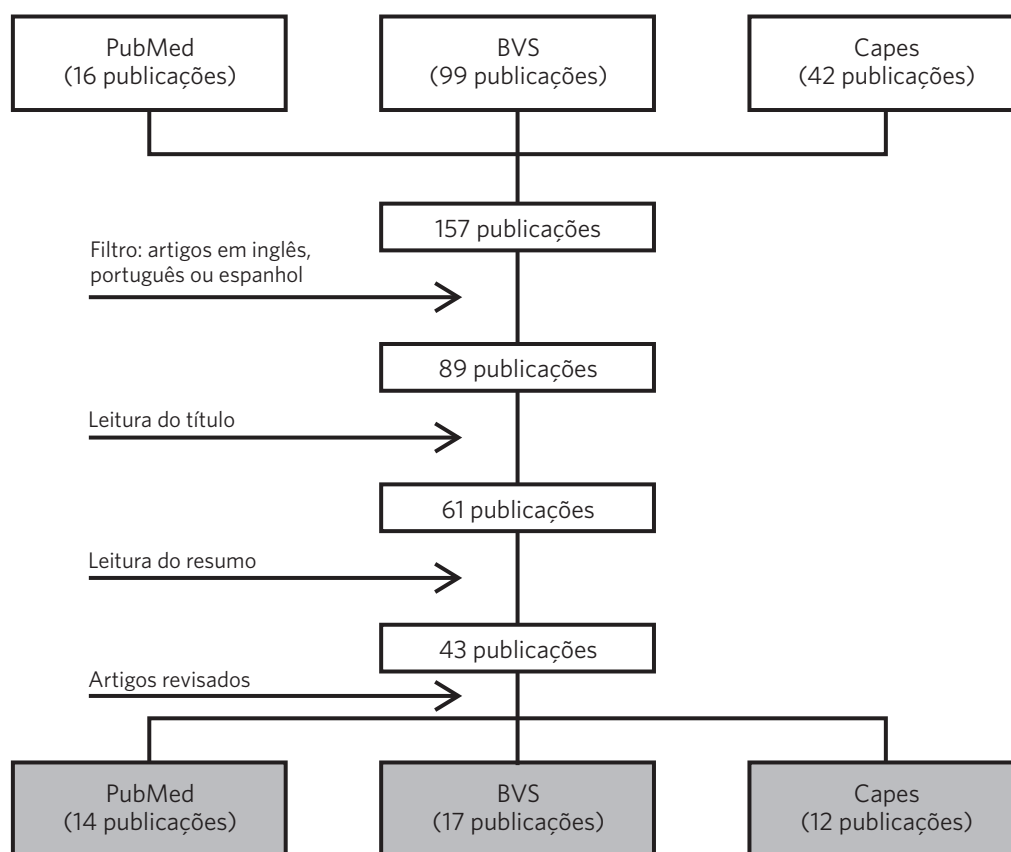 PubMed
(16 publicações)
BVS
(99 publicações)
Capes
(42 publicações)
157 publicações
Filtro: artigos em inglês,
português ou espanhol
89 publicações
Leitura do título
61 publicações
Leitura do resumo
43 publicações
Artigos revisados
PubMed
(14 publicações)
BVS
(17 publicações)
Capes
(12 publicações)